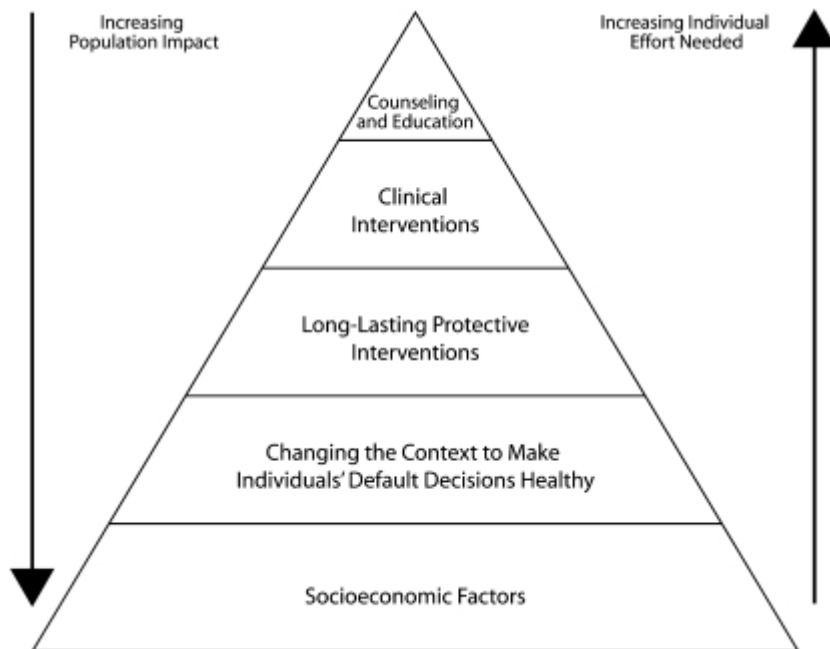 Increasing
Population Impact
Increasing Individual
Effort Needed
Counseling
and Education
Clinical
Interventions
Long-Lasting Protective
Interventions
Changing the Context to Make
Individuals’ Default Decisions Healthy
Socioeconomic Factors